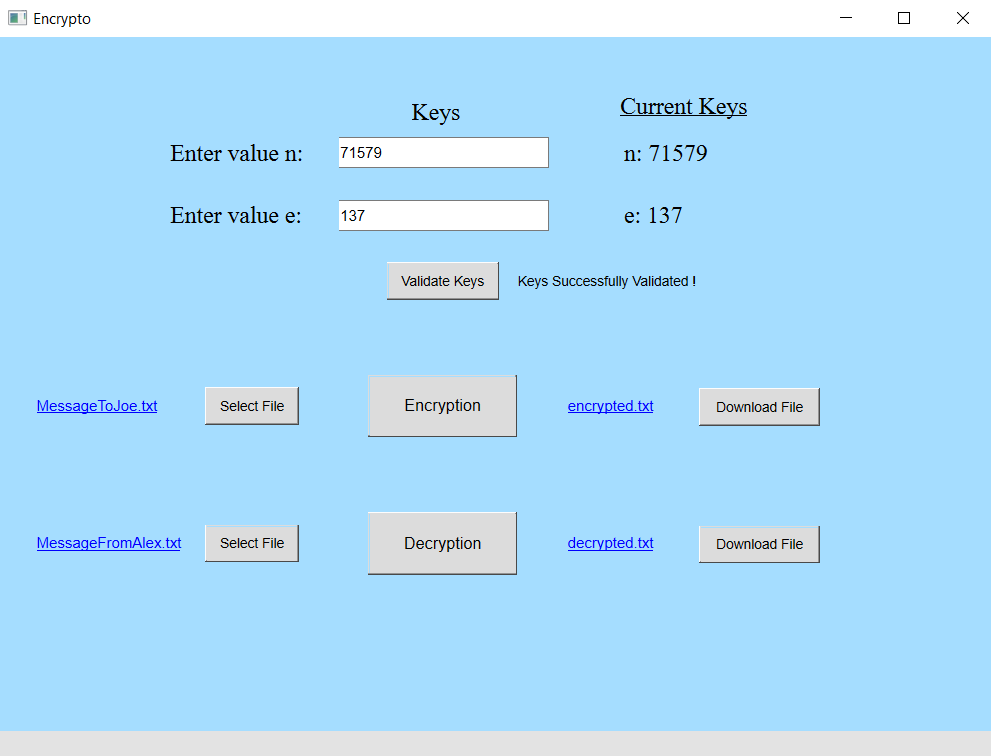 Encrypto
Keys
Current Keys
Enter value n:
71579
n: 71579
Enter value e:
137
e: 137
Validate Keys
Keys Successfully Validated !
MessageToJoe.txt
Select File
Encryption
encrypted.txt
Download File
MessageFromAlex.txt
Select File
Decryption
decrypted.txt
Download File